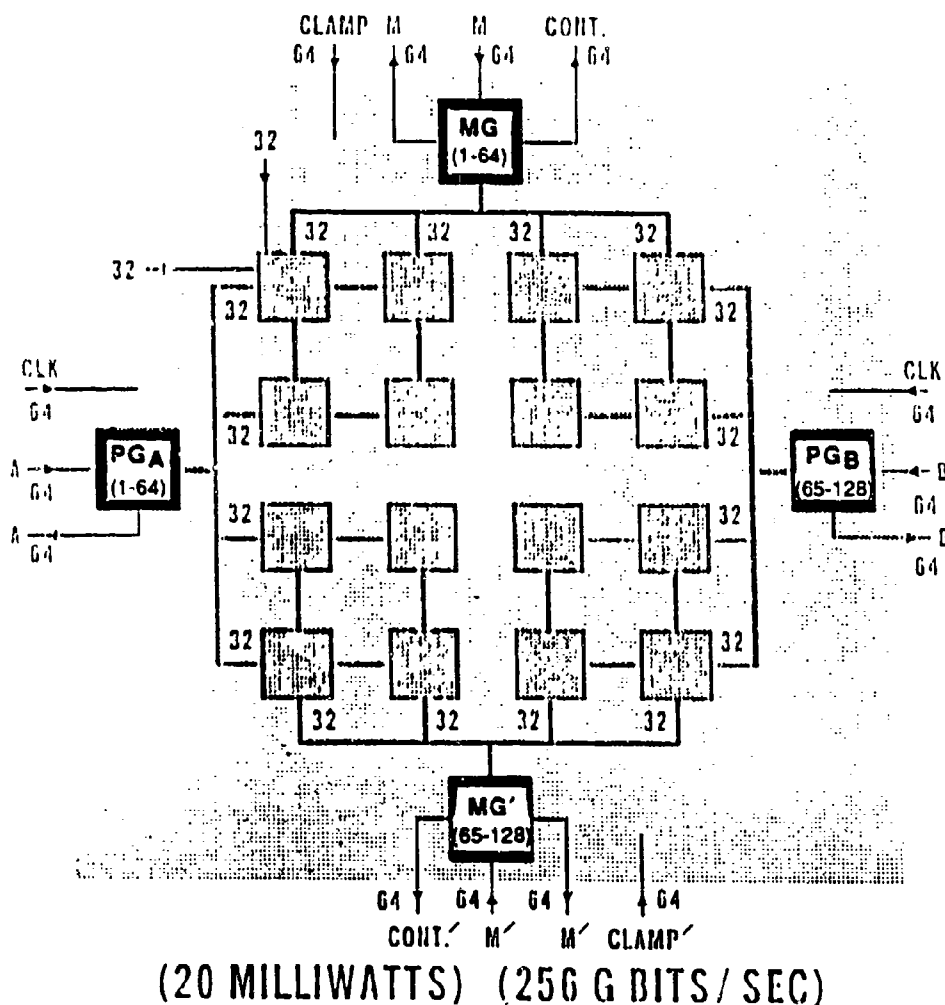 CLAMP M M CONT.
64 64 64 64
MG
(1-64)
32
32 32 32 32
32
32 32
CLK CLK
64 64
32 32
PGA PGB
(1-64) (65-128)
A B
64 64
32 32
A B
64 64
32 32
32 32 32 32
MG′
(65-128)
64 64 64 64
CONT.′ M′ M′ CLAMP′
(20 MILLIWATTS) (256 G BITS/SEC)